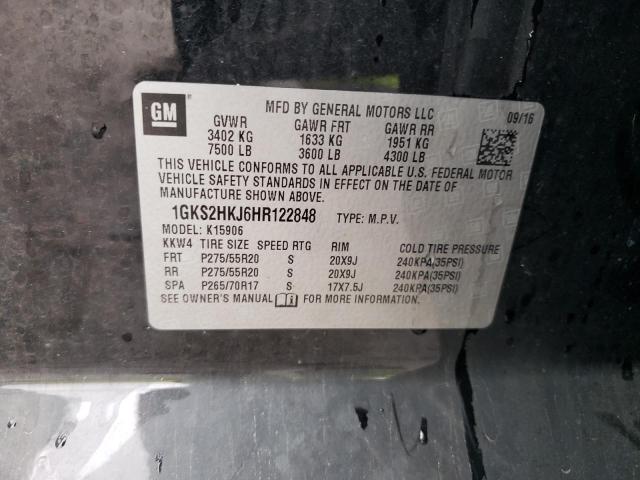 GM
MFD BY GENERAL MOTORS LLC 09/16
GVWR GAWR FRT GAWR RR
3402 KG 1633 KG 1951 KG
7500 LB 3600 LB 4300 LB
THIS VEHICLE CONFORMS TO ALL APPLICABLE U.S. FEDERAL MOTOR
VEHICLE SAFETY STANDARDS IN EFFECT ON THE DATE OF
MANUFACTURE SHOWN ABOVE.
1GKS2HKJ6HR122848 TYPE: M.P.V.
MODEL: K15906
KKW4 TIRE SIZE SPEED RTG RIM COLD TIRE PRESSURE
FRT P275/55R20 S 20X9J 240KPA(35PSI)
RR P275/55R20 S 20X9J 240KPA(35PSI)
SPA P265/70R17 S 17X7.5J 240KPA(35PSI)
SEE OWNER'S MANUAL FOR MORE INFORMATION.